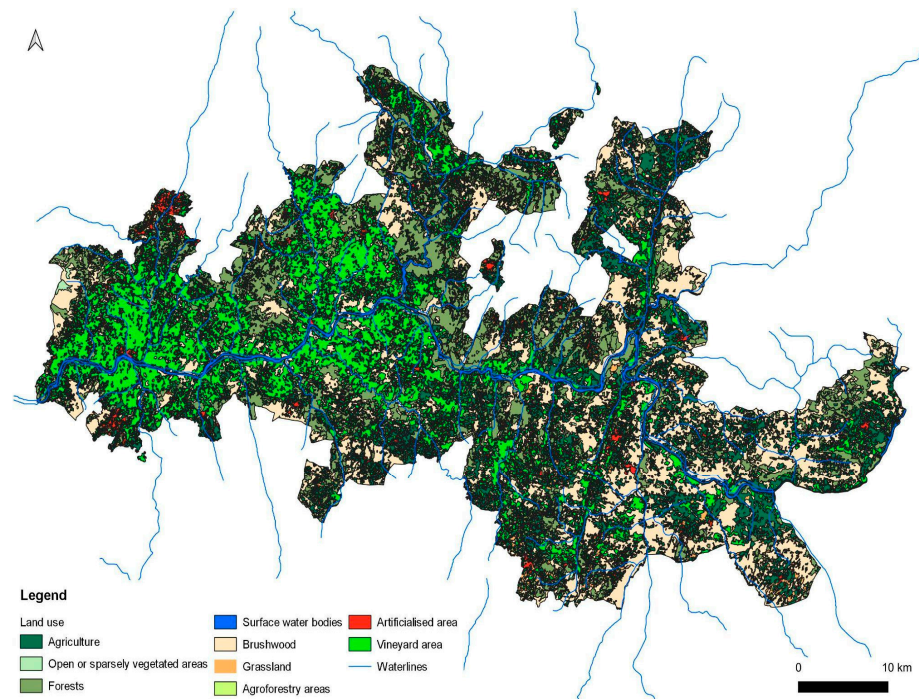 Legend
Land use
Agriculture
Open or sparsely vegetated areas
Forests
Surface water bodies
Brushwood
Grassland
Agroforestry areas
Artificialised area
Vineyard area
Waterlines
0 10 km